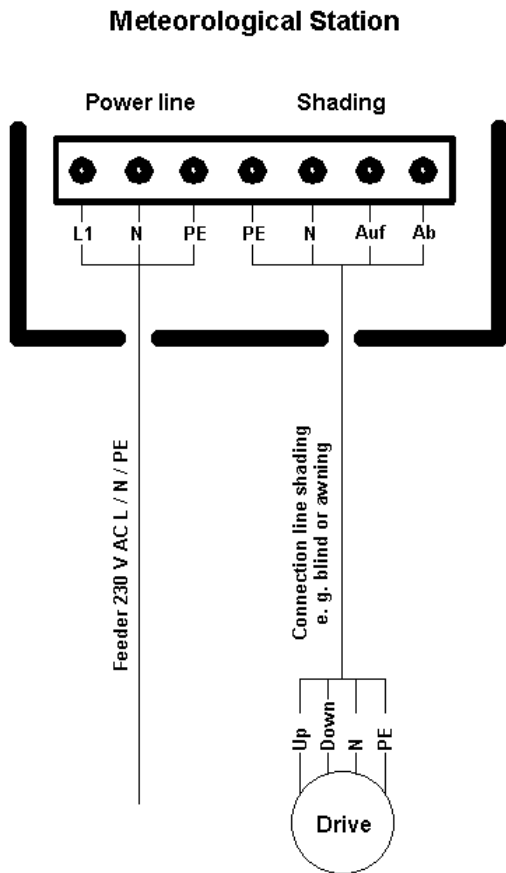 Meteorological Station
Power line
Shading
L1
N
PE
PE
N
Auf
Ab
Feeder 230 V AC L / N / PE
Connection line shading
e. g. blind or awning
Up
Down
N
PE
Drive